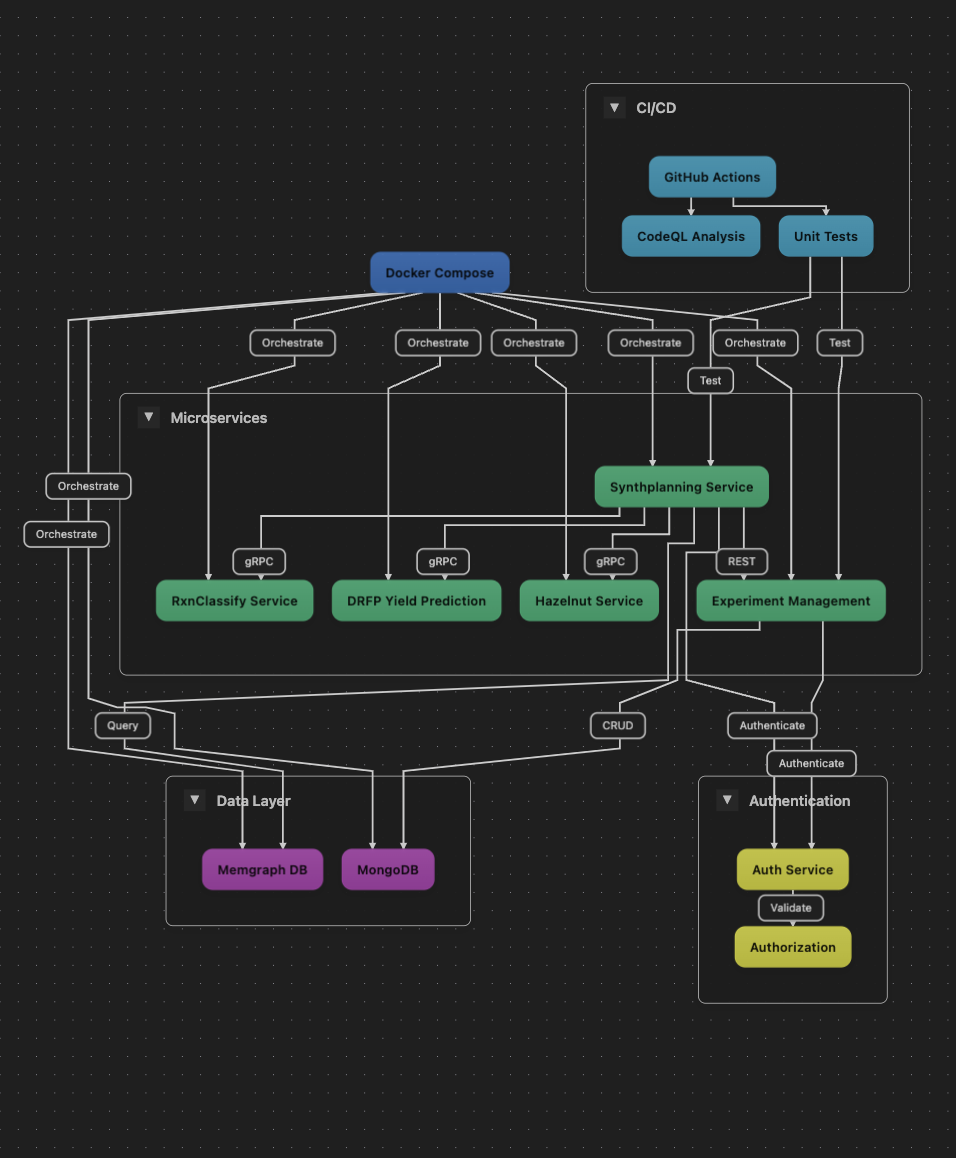 CI/CD
GitHub Actions
CodeQL Analysis
Unit Tests
Docker Compose
Orchestrate
Orchestrate
Orchestrate
Orchestrate
Orchestrate
Test
Test
Microservices
Synthplanning Service
Orchestrate
Orchestrate
gRPC
gRPC
gRPC
REST
RxnClassify Service
DRFP Yield Prediction
Hazelnut Service
Experiment Management
Query
CRUD
Authenticate
Authenticate
Data Layer
Authentication
Memgraph DB
MongoDB
Auth Service
Validate
Authorization